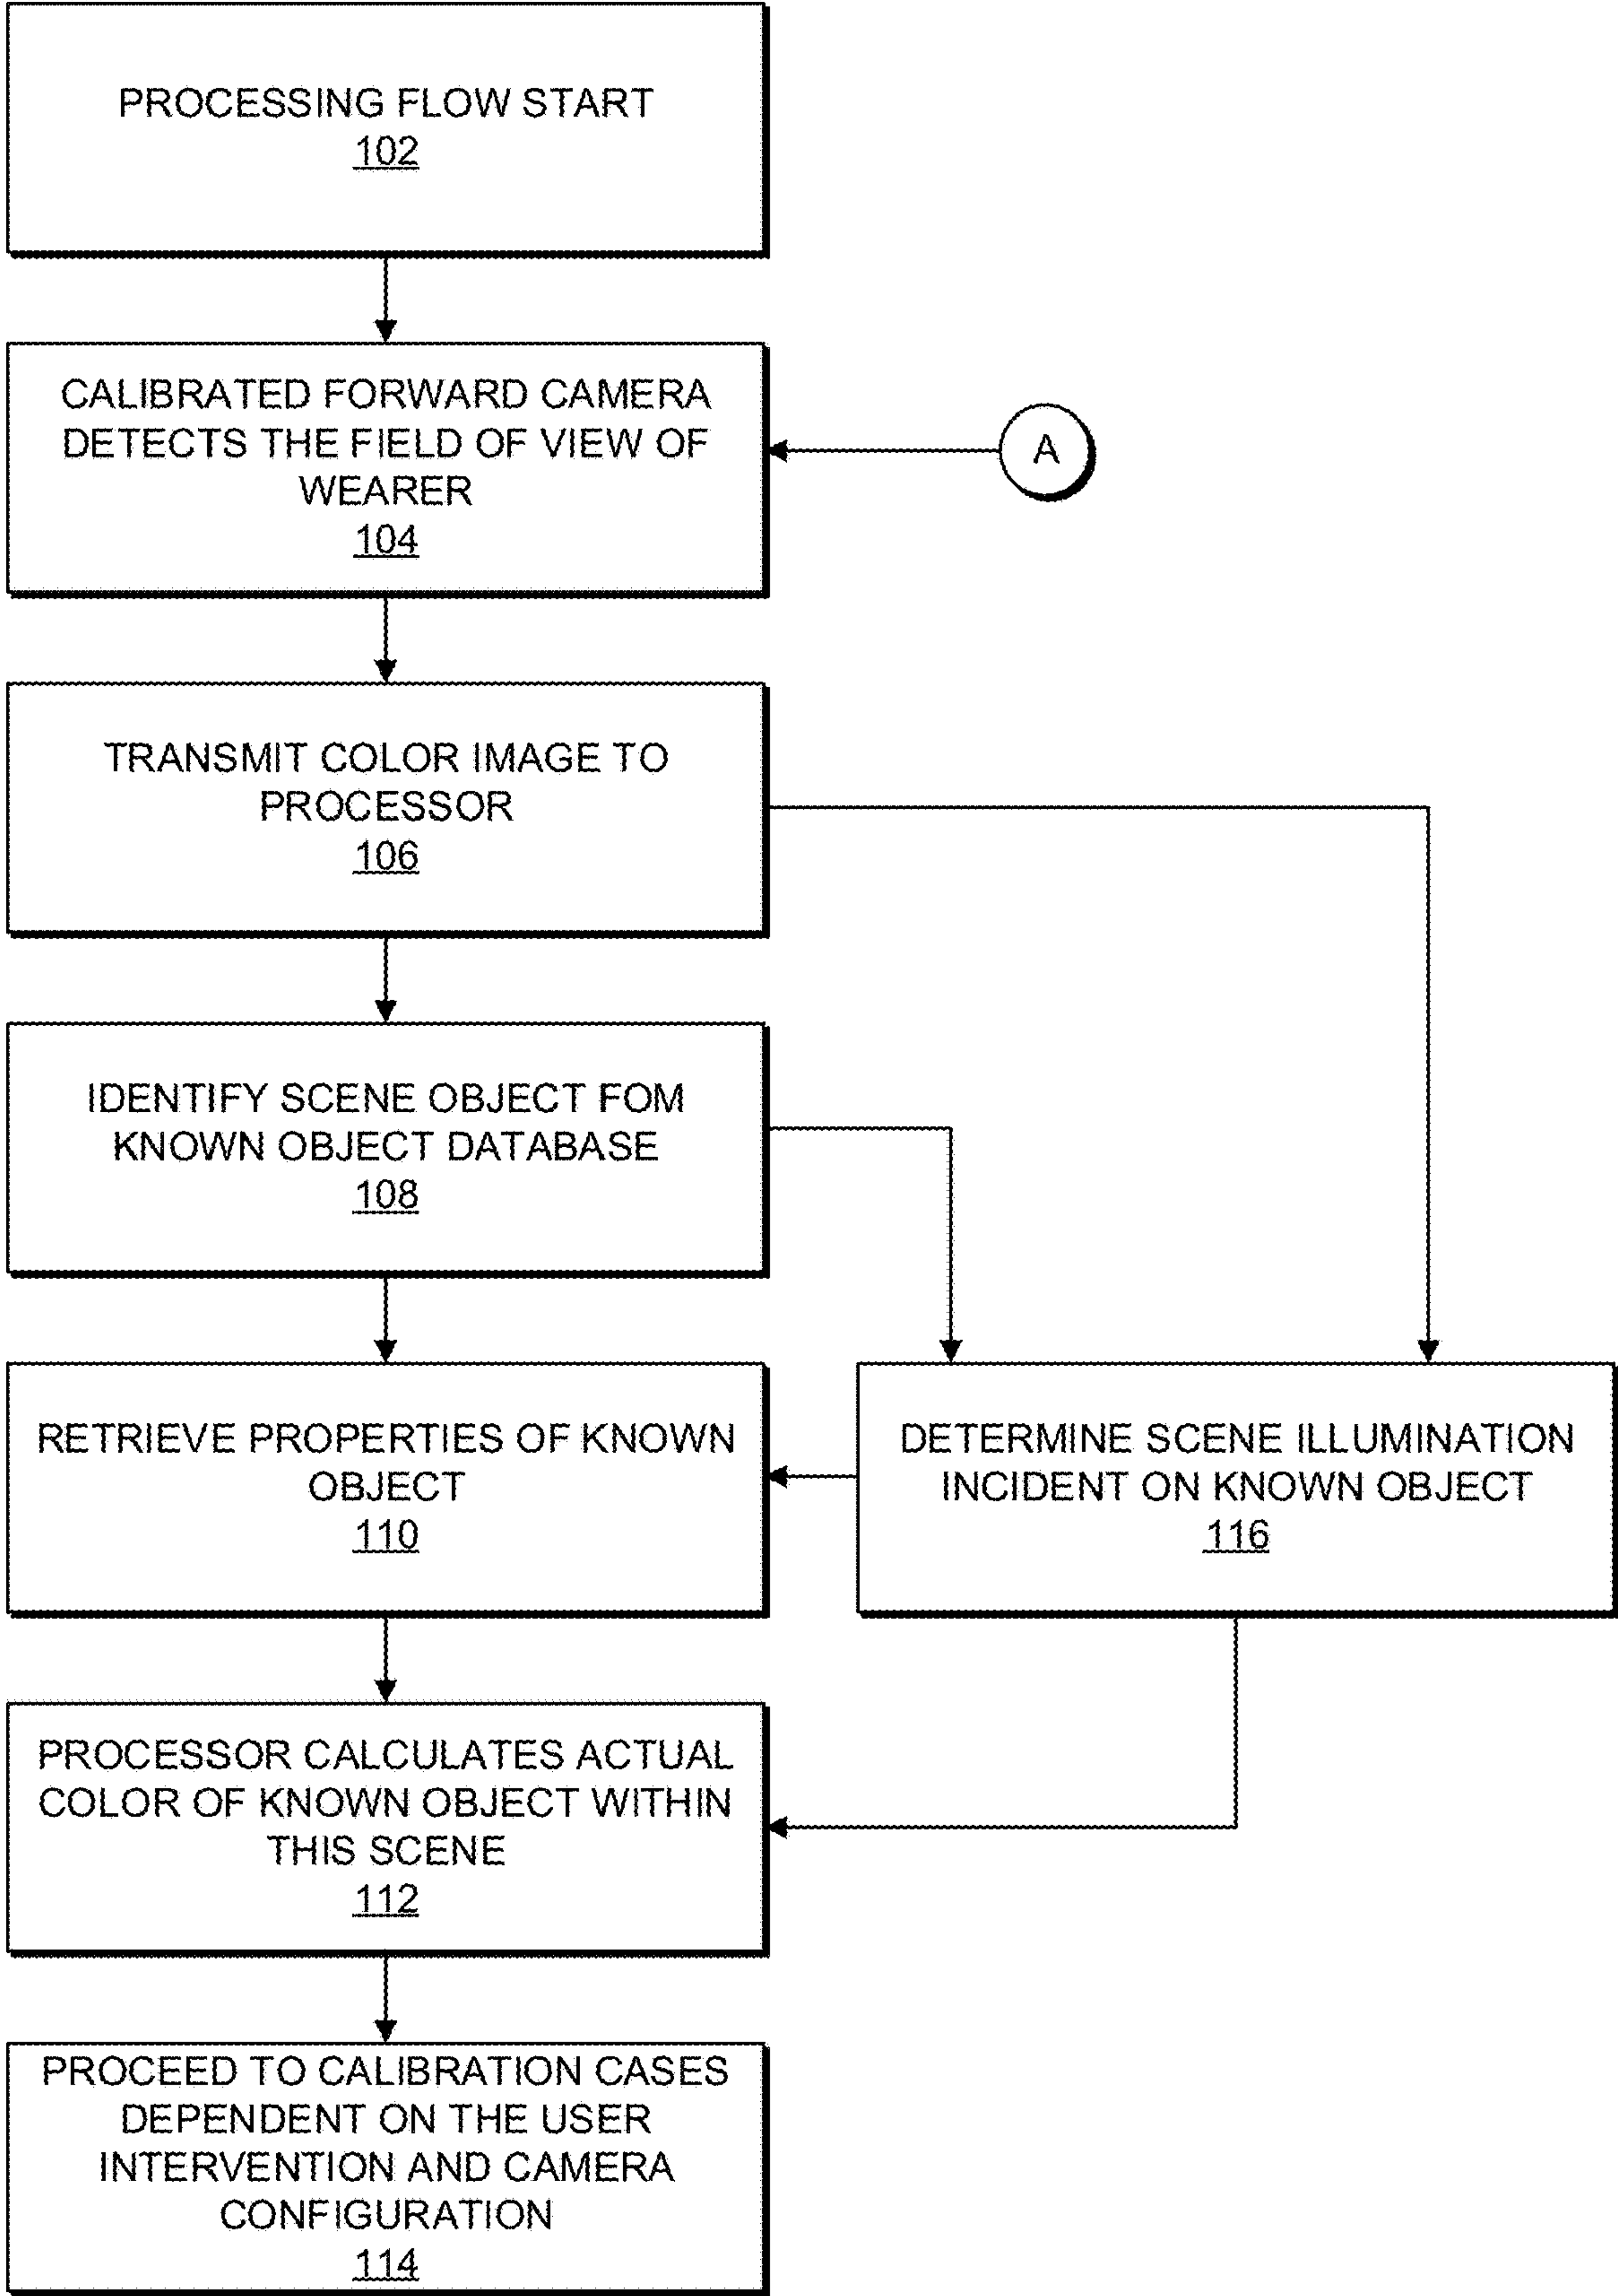 PROCESSING FLOW START
102
CALIBRATED FORWARD CAMERA
DETECTS THE FIELD OF VIEW OF
WEARER
104
A
TRANSMIT COLOR IMAGE TO
PROCESSOR
106
IDENTIFY SCENE OBJECT FOM
KNOWN OBJECT DATABASE
108
RETRIEVE PROPERTIES OF KNOWN
OBJECT
110
DETERMINE SCENE ILLUMINATION
INCIDENT ON KNOWN OBJECT
116
PROCESSOR CALCULATES ACTUAL
COLOR OF KNOWN OBJECT WITHIN
THIS SCENE
112
PROCEED TO CALIBRATION CASES
DEPENDENT ON THE USER
INTERVENTION AND CAMERA
CONFIGURATION
114